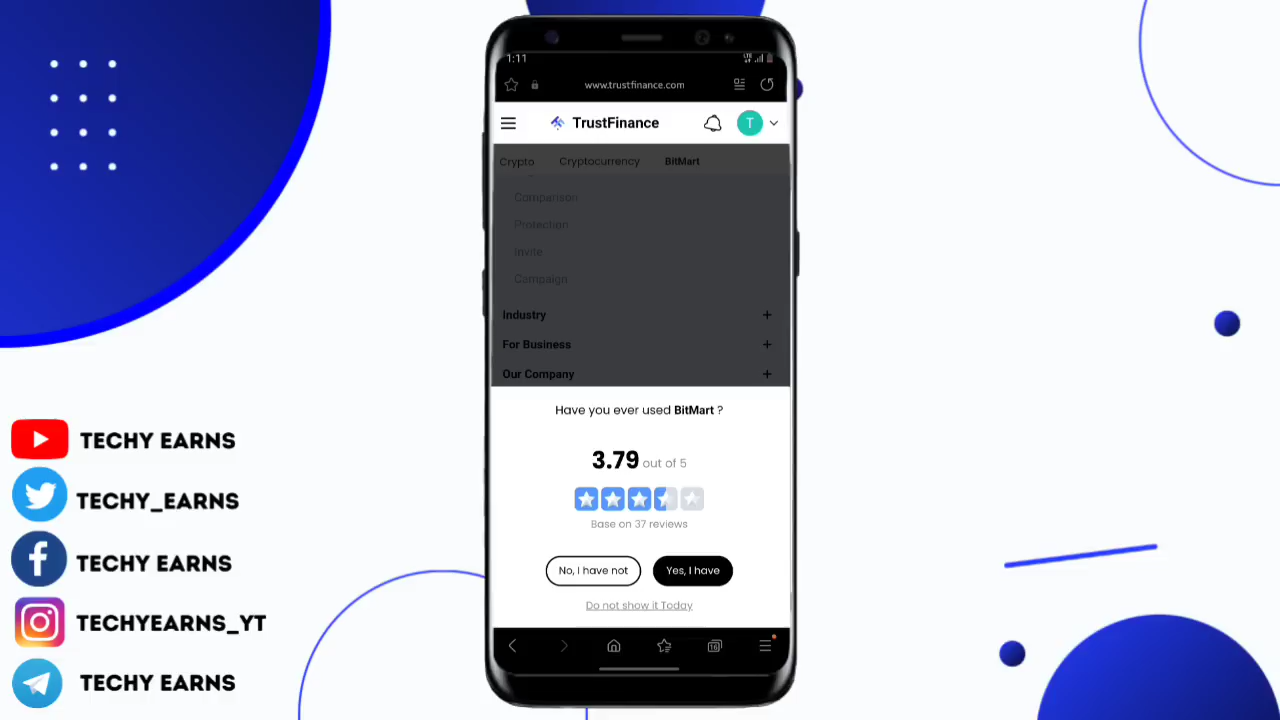 1:11
www.trustfinance.com
TrustFinance
T
Crypto Cryptocurrency BitMart
Comparison
Protection
Invite
Campaign
Industry +
For Business +
Our Company +
Have you ever used BitMart ?
3.79 out of 5
Base on 37 reviews
No, I have not Yes, I have
Do not show it Today
16
TECHY EARNS
TECHY_EARNS
TECHY EARNS
TECHYEARNS_YT
TECHY EARNS